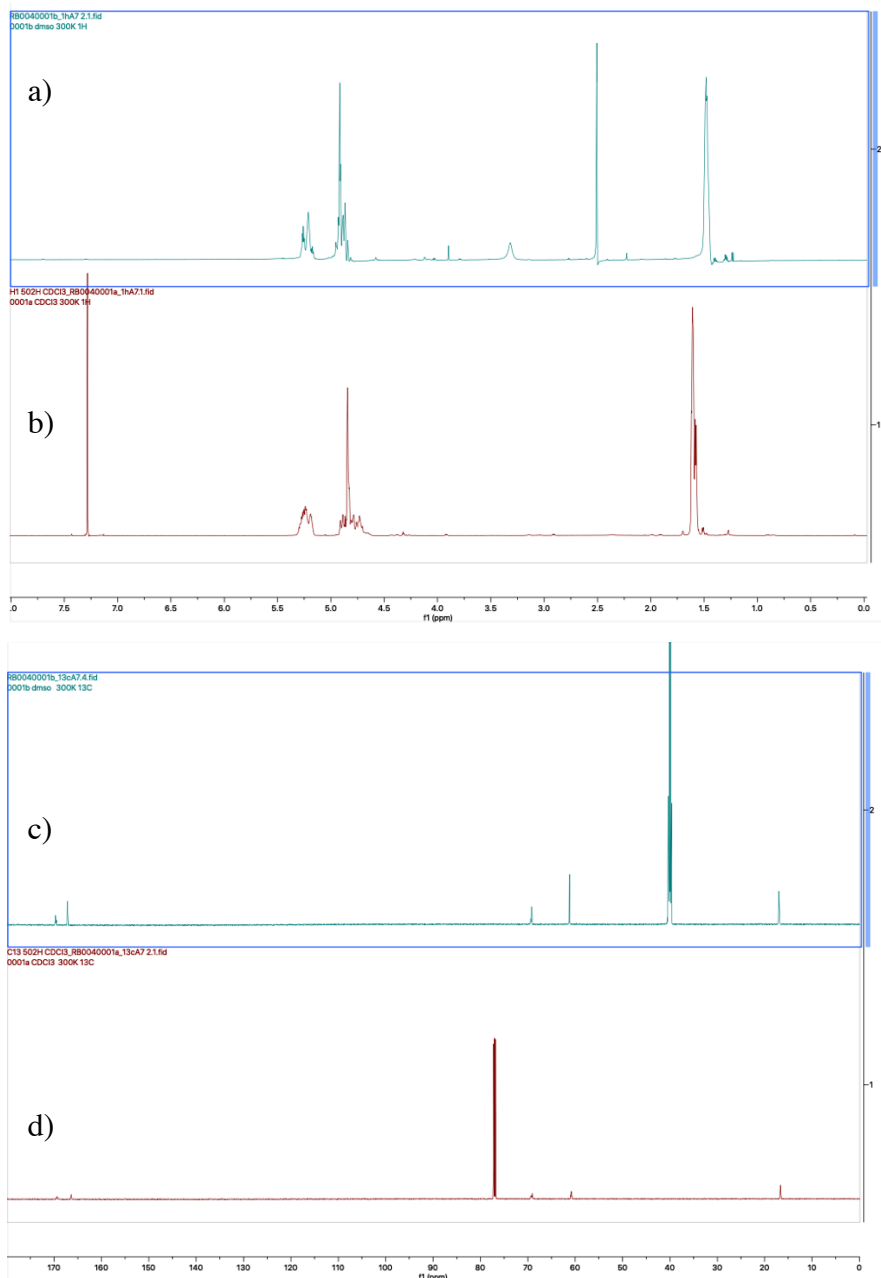 RB0040001b_1hA7 2.1.fid
0001b dmso 300K 1H
a)
2
H1 502H CDCl3_RB0040001a_1hA7.1.fid
0001a CDCl3 300K 1H
b)
1
.0 7.5 7.0 6.5 6.0 5.5 5.0 4.5 4.0 3.5 3.0 2.5 2.0 1.5 1.0 0.5 0.0
f1 (ppm)
RB0040001b_13cA7.4.fid
0001b dmso 300K 13C
c)
2
C13 502H CDCl3_RB0040001a_13cA7 2.1.fid
0001a CDCl3 300K 13C
d)
1
170 160 150 140 130 120 110 100 90 80 70 60 50 40 30 20 10 0
f1 (ppm)